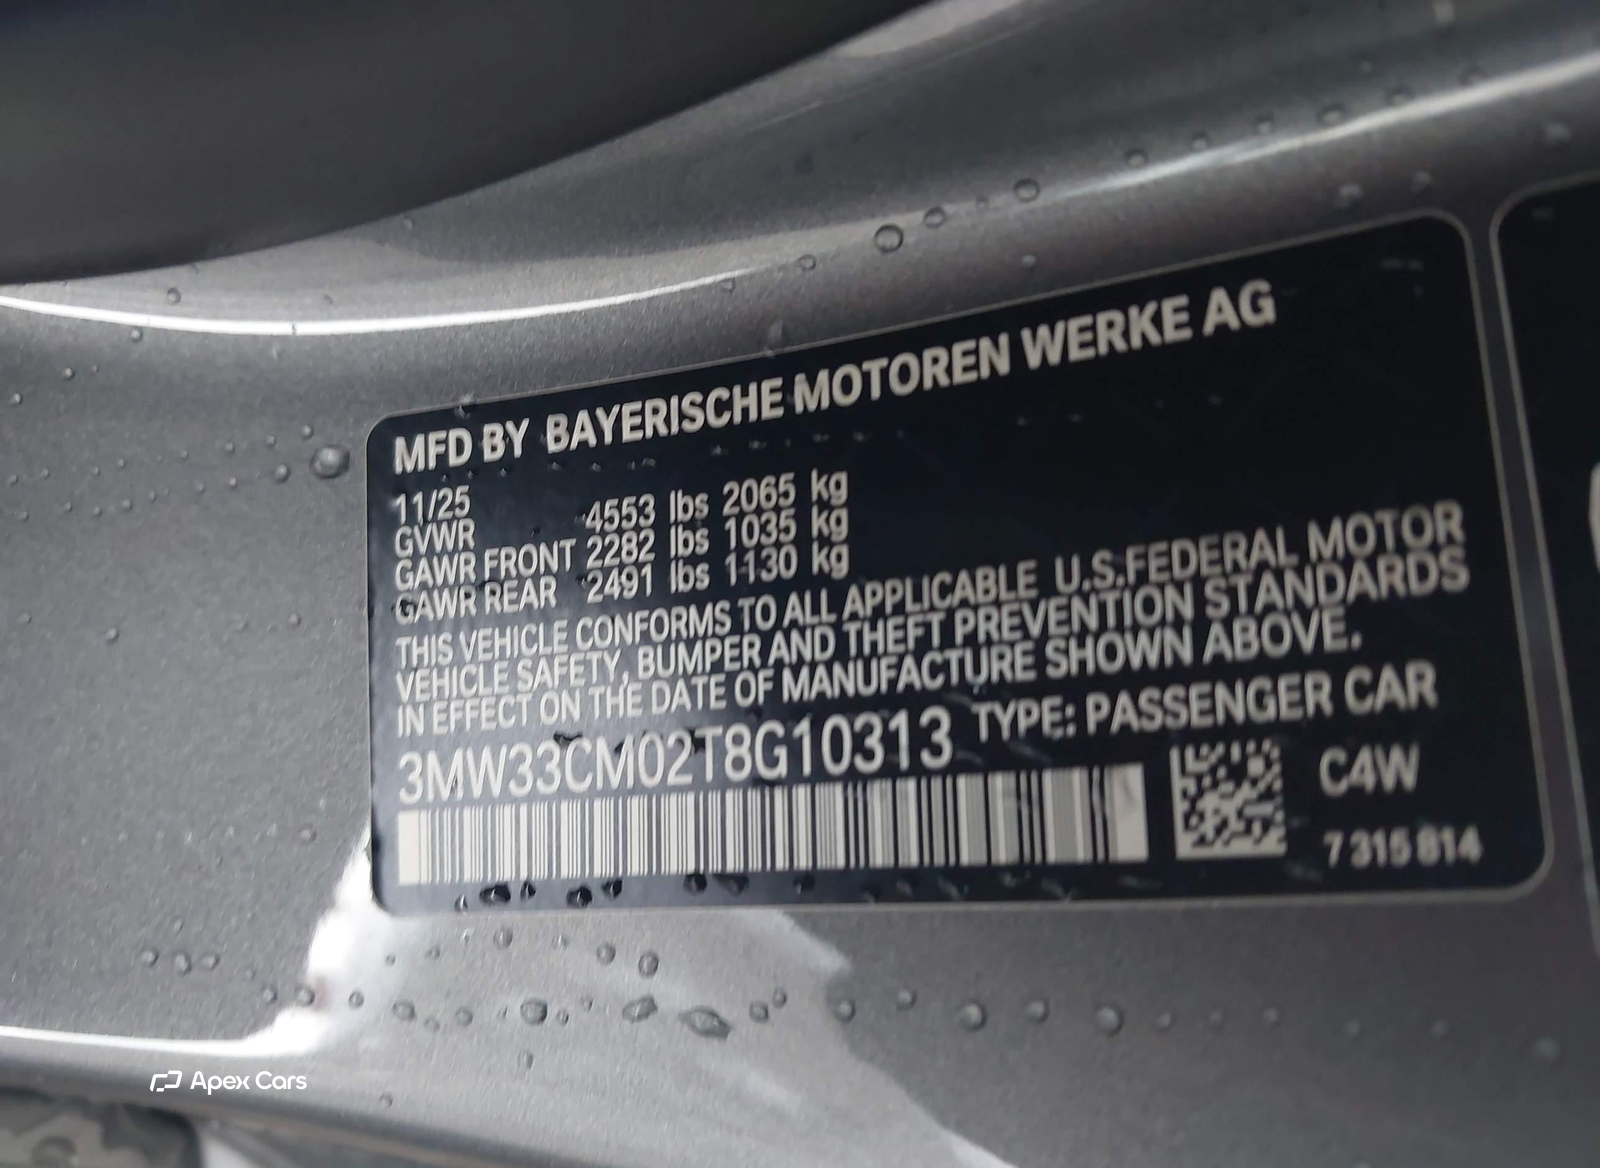 MFD BY BAYERISCHE MOTOREN WERKE AG
11/25
GVWR 4553 lbs 2065 kg
GAWR FRONT 2282 lbs 1035 kg
GAWR REAR 2491 lbs 1130 kg
THIS VEHICLE CONFORMS TO ALL APPLICABLE U.S.FEDERAL MOTOR
VEHICLE SAFETY, BUMPER AND THEFT PREVENTION STANDARDS
IN EFFECT ON THE DATE OF MANUFACTURE SHOWN ABOVE.
3MW33CM02T8G10313 TYPE: PASSENGER CAR
C4W
7 315 814
Apex Cars